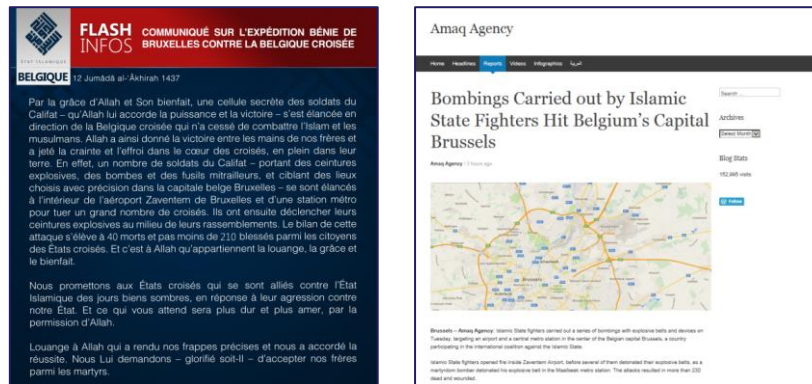 ÉTAT ISLAMIQUE
BELGIQUE
FLASH
INFOS
COMMUNIQUÉ SUR L'EXPÉDITION BÉNIE DE
BRUXELLES CONTRE LA BELGIQUE CROISÉE
12 Jumâdâ al-'Âkhirah 1437
Par la grâce d'Allah et Son bienfait, une cellule secrète des soldats du
Califat – qu'Allah lui accorde la puissance et la victoire – s'est élancée en
direction de la Belgique croisée qui n'a cessé de combattre l'Islam et les
musulmans. Allah a ainsi donné la victoire entre les mains de nos frères et
a jeté la crainte et l'effroi dans le cœur des croisés, en plein dans leur
terre. En effet, un nombre de soldats du Califat – portant des ceintures
explosives, des bombes et des fusils mitrailleurs, et ciblant des lieux
choisis avec précision dans la capitale belge Bruxelles – se sont élancés
à l'intérieur de l'aéroport Zaventem de Bruxelles et d'une station métro
pour tuer un grand nombre de croisés. Ils ont ensuite déclencher leurs
ceintures explosives au milieu de leurs rassemblements. Le bilan de cette
attaque s'élève à 40 morts et pas moins de 210 blessés parmi les citoyens
des États croisés. Et c'est à Allah qu'appartiennent la louange, la grâce et
le bienfait.
Nous promettons aux États croisés qui se sont alliés contre l'État
Islamique des jours biens sombres, en réponse à leur agression contre
notre État. Et ce qui vous attend sera plus dur et plus amer, par la
permission d'Allah.
Louange à Allah qui a rendu nos frappes précises et nous a accordé la
réussite. Nous Lui demandons – glorifié soit-Il – d'accepter nos frères
parmi les martyrs.
Amaq Agency
Home Headlines Reports Videos Infographics العربية
Bombings Carried out by Islamic
State Fighters Hit Belgium's Capital
Brussels
Amaq Agency / 3 hours ago
Search ...
Archives
Select Month
Blog Stats
152,665 visits
Follow
Brussels - Amaq Agency: Islamic State fighters carried out a series of bombings with explosive belts and devices on
Tuesday, targeting an airport and a central metro station in the center of the Belgian capital Brussels, a country
participating in the international coalition against the Islamic State.
Islamic State fighters opened fire inside Zaventem Airport, before several of them detonated their explosive belts, as a
martyrdom bomber detonated his explosive belt in the Maelbeek metro station. The attacks resulted in more than 230
dead and wounded.